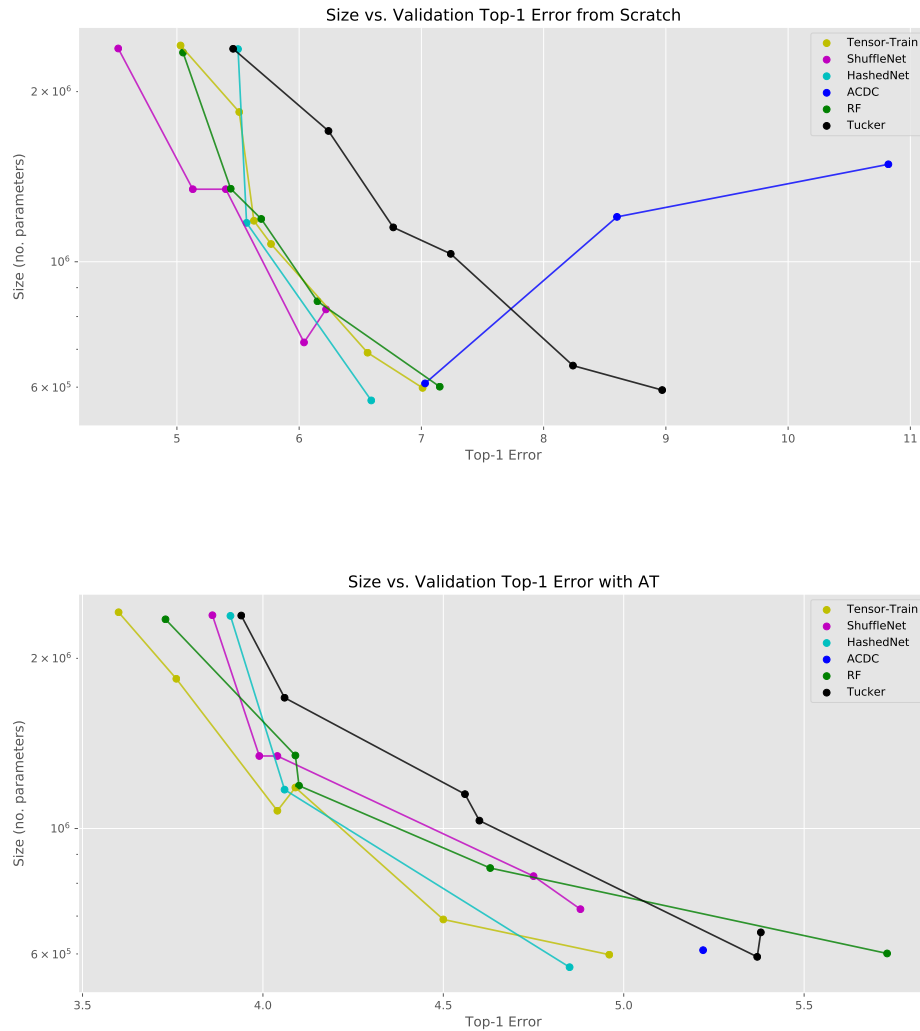 Size vs. Validation Top-1 Error from Scratch
Tensor-Train
ShuffleNet
HashedNet
ACDC
RF
Tucker
Size (no. parameters)
2 × 10⁶
10⁶
6 × 10⁵
5 6 7 8 9 10 11
Top-1 Error
Size vs. Validation Top-1 Error with AT
Tensor-Train
ShuffleNet
HashedNet
ACDC
RF
Tucker
Size (no. parameters)
2 × 10⁶
10⁶
6 × 10⁵
3.5 4.0 4.5 5.0 5.5
Top-1 Error